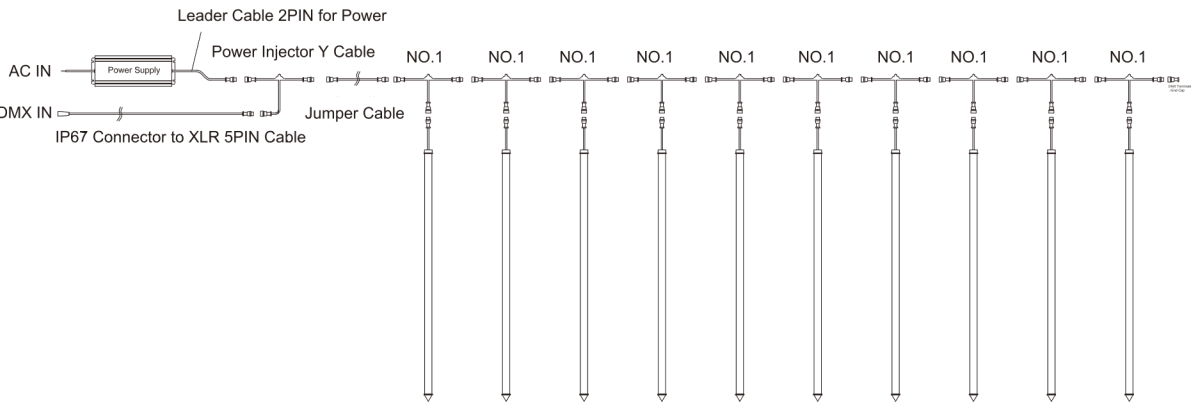 Leader Cable 2PIN for Power
Power Injector Y Cable
NO.1 NO.1 NO.1 NO.1 NO.1 NO.1 NO.1 NO.1 NO.1 NO.1
AC IN
Power Supply
DMX IN
Jumper Cable
IP67 Connector to XLR 5PIN Cable